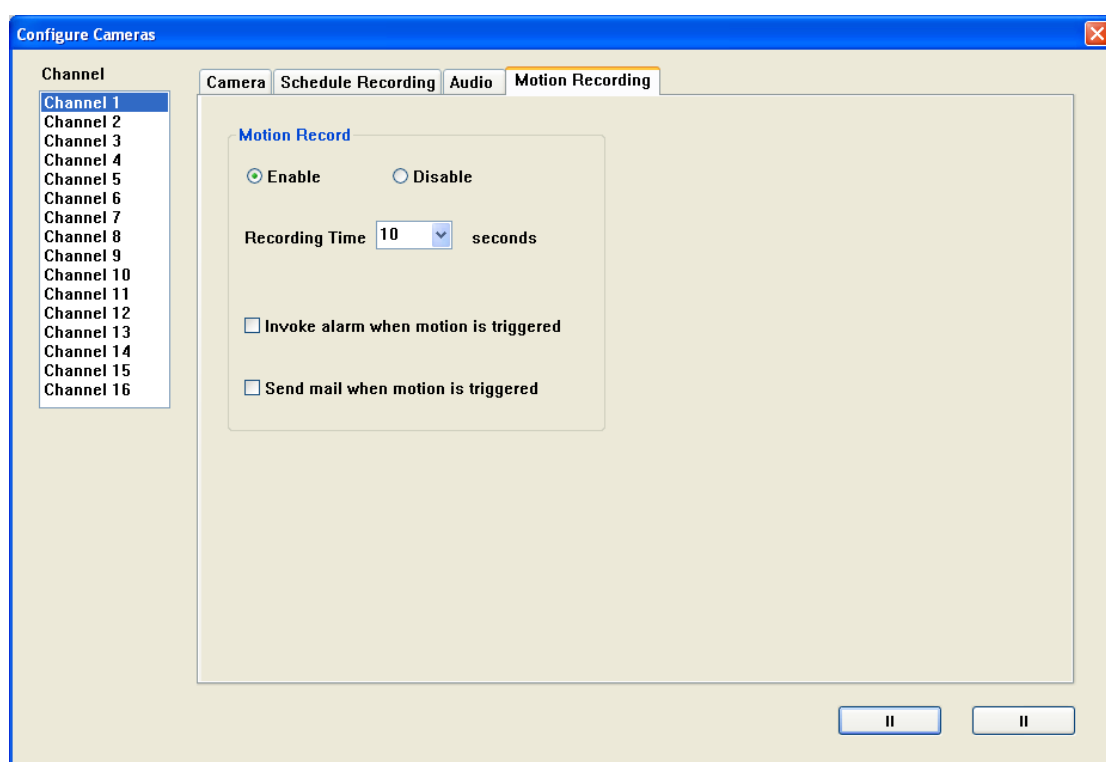 Configure Cameras
Channel
Channel 1
Channel 2
Channel 3
Channel 4
Channel 5
Channel 6
Channel 7
Channel 8
Channel 9
Channel 10
Channel 11
Channel 12
Channel 13
Channel 14
Channel 15
Channel 16
Camera Schedule Recording Audio Motion Recording
Motion Record
Enable Disable
Recording Time 10 seconds
Invoke alarm when motion is triggered
Send mail when motion is triggered
II II